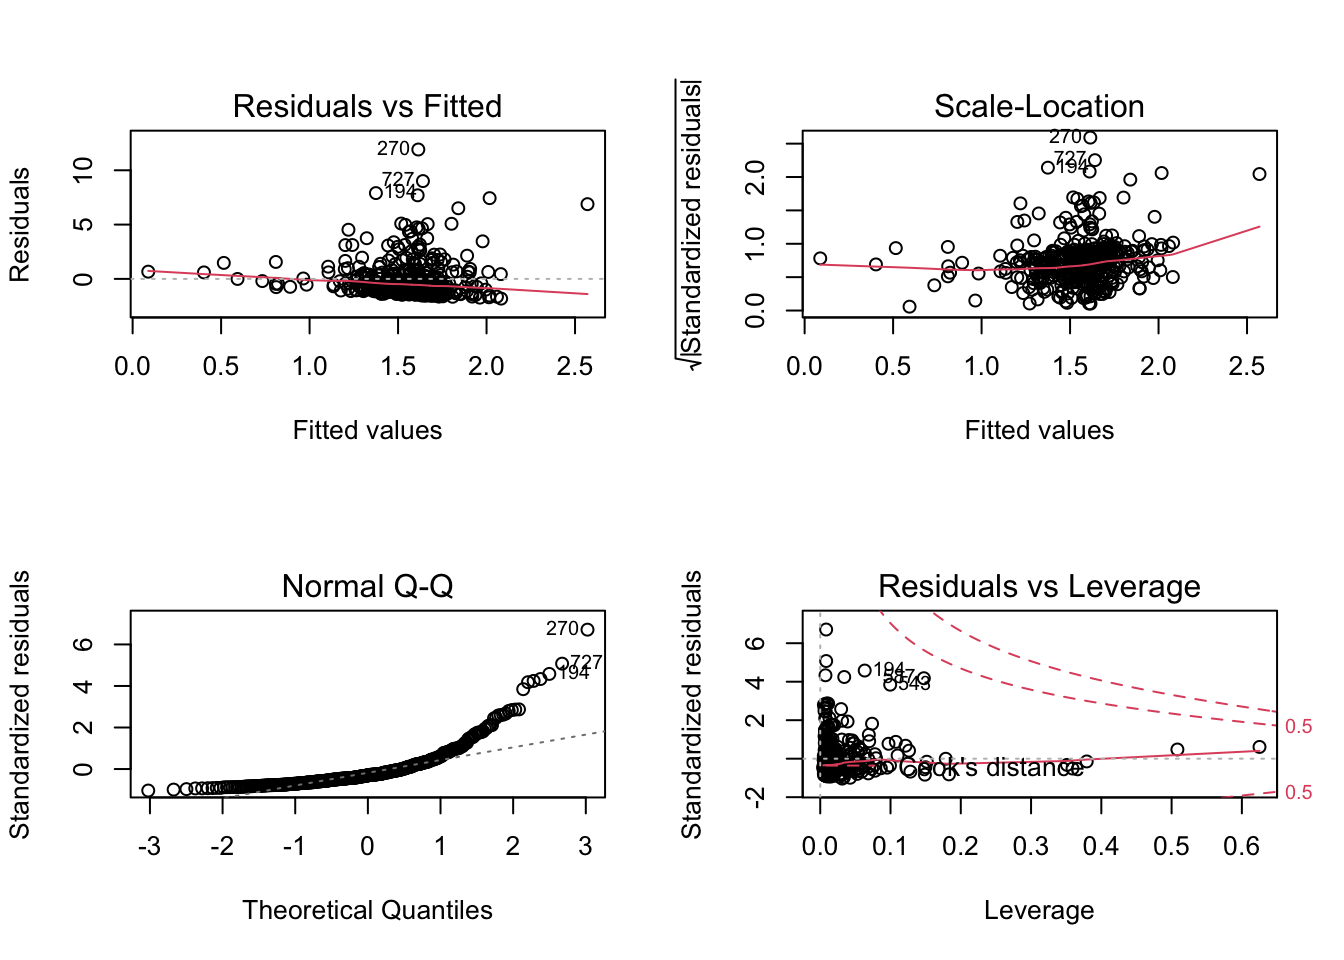 Residuals vs Fitted
Residuals
10
5
0
270
727
194
0.0 0.5 1.0 1.5 2.0 2.5
Fitted values
Scale-Location
√|Standardized residuals|
2.0
1.0
0.0
270
727
194
0.0 0.5 1.0 1.5 2.0 2.5
Fitted values
Normal Q-Q
Standardized residuals
6
4
2
0
270
727
194
-3 -2 -1 0 1 2 3
Theoretical Quantiles
Residuals vs Leverage
Standardized residuals
6
4
2
-2
194
543
Cook's distance
0.5
0.5
0.0 0.1 0.2 0.3 0.4 0.5 0.6
Leverage